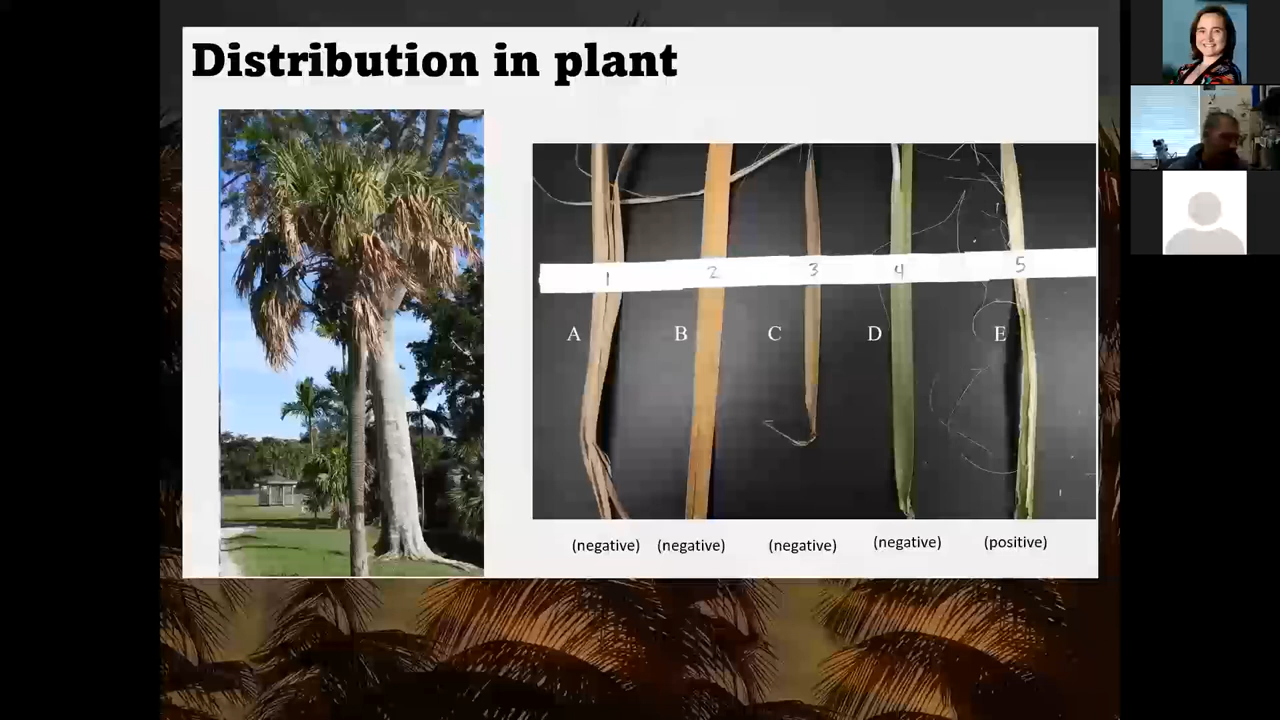 Distribution in plant
1 2 3 4 5
A B C D E
(negative) (negative) (negative) (negative) (positive)